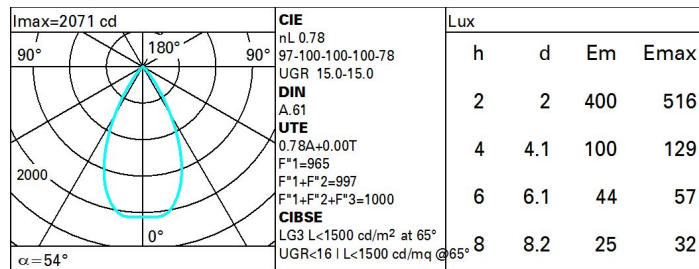 Imax=2071 cd
90°
180°
90°
2000
0°
α=54°
CIE
nL 0.78
97-100-100-100-78
UGR 15.0-15.0
DIN
A.61
UTE
0.78A+0.00T
F"1=965
F"1+F"2=997
F"1+F"2+F"3=1000
CIBSE
LG3 L<1500 cd/m² at 65°
UGR<16 | L<1500 cd/mq @65°
Lux
h d Em Emax
2 2 400 516
4 4.1 100 129
6 6.1 44 57
8 8.2 25 32